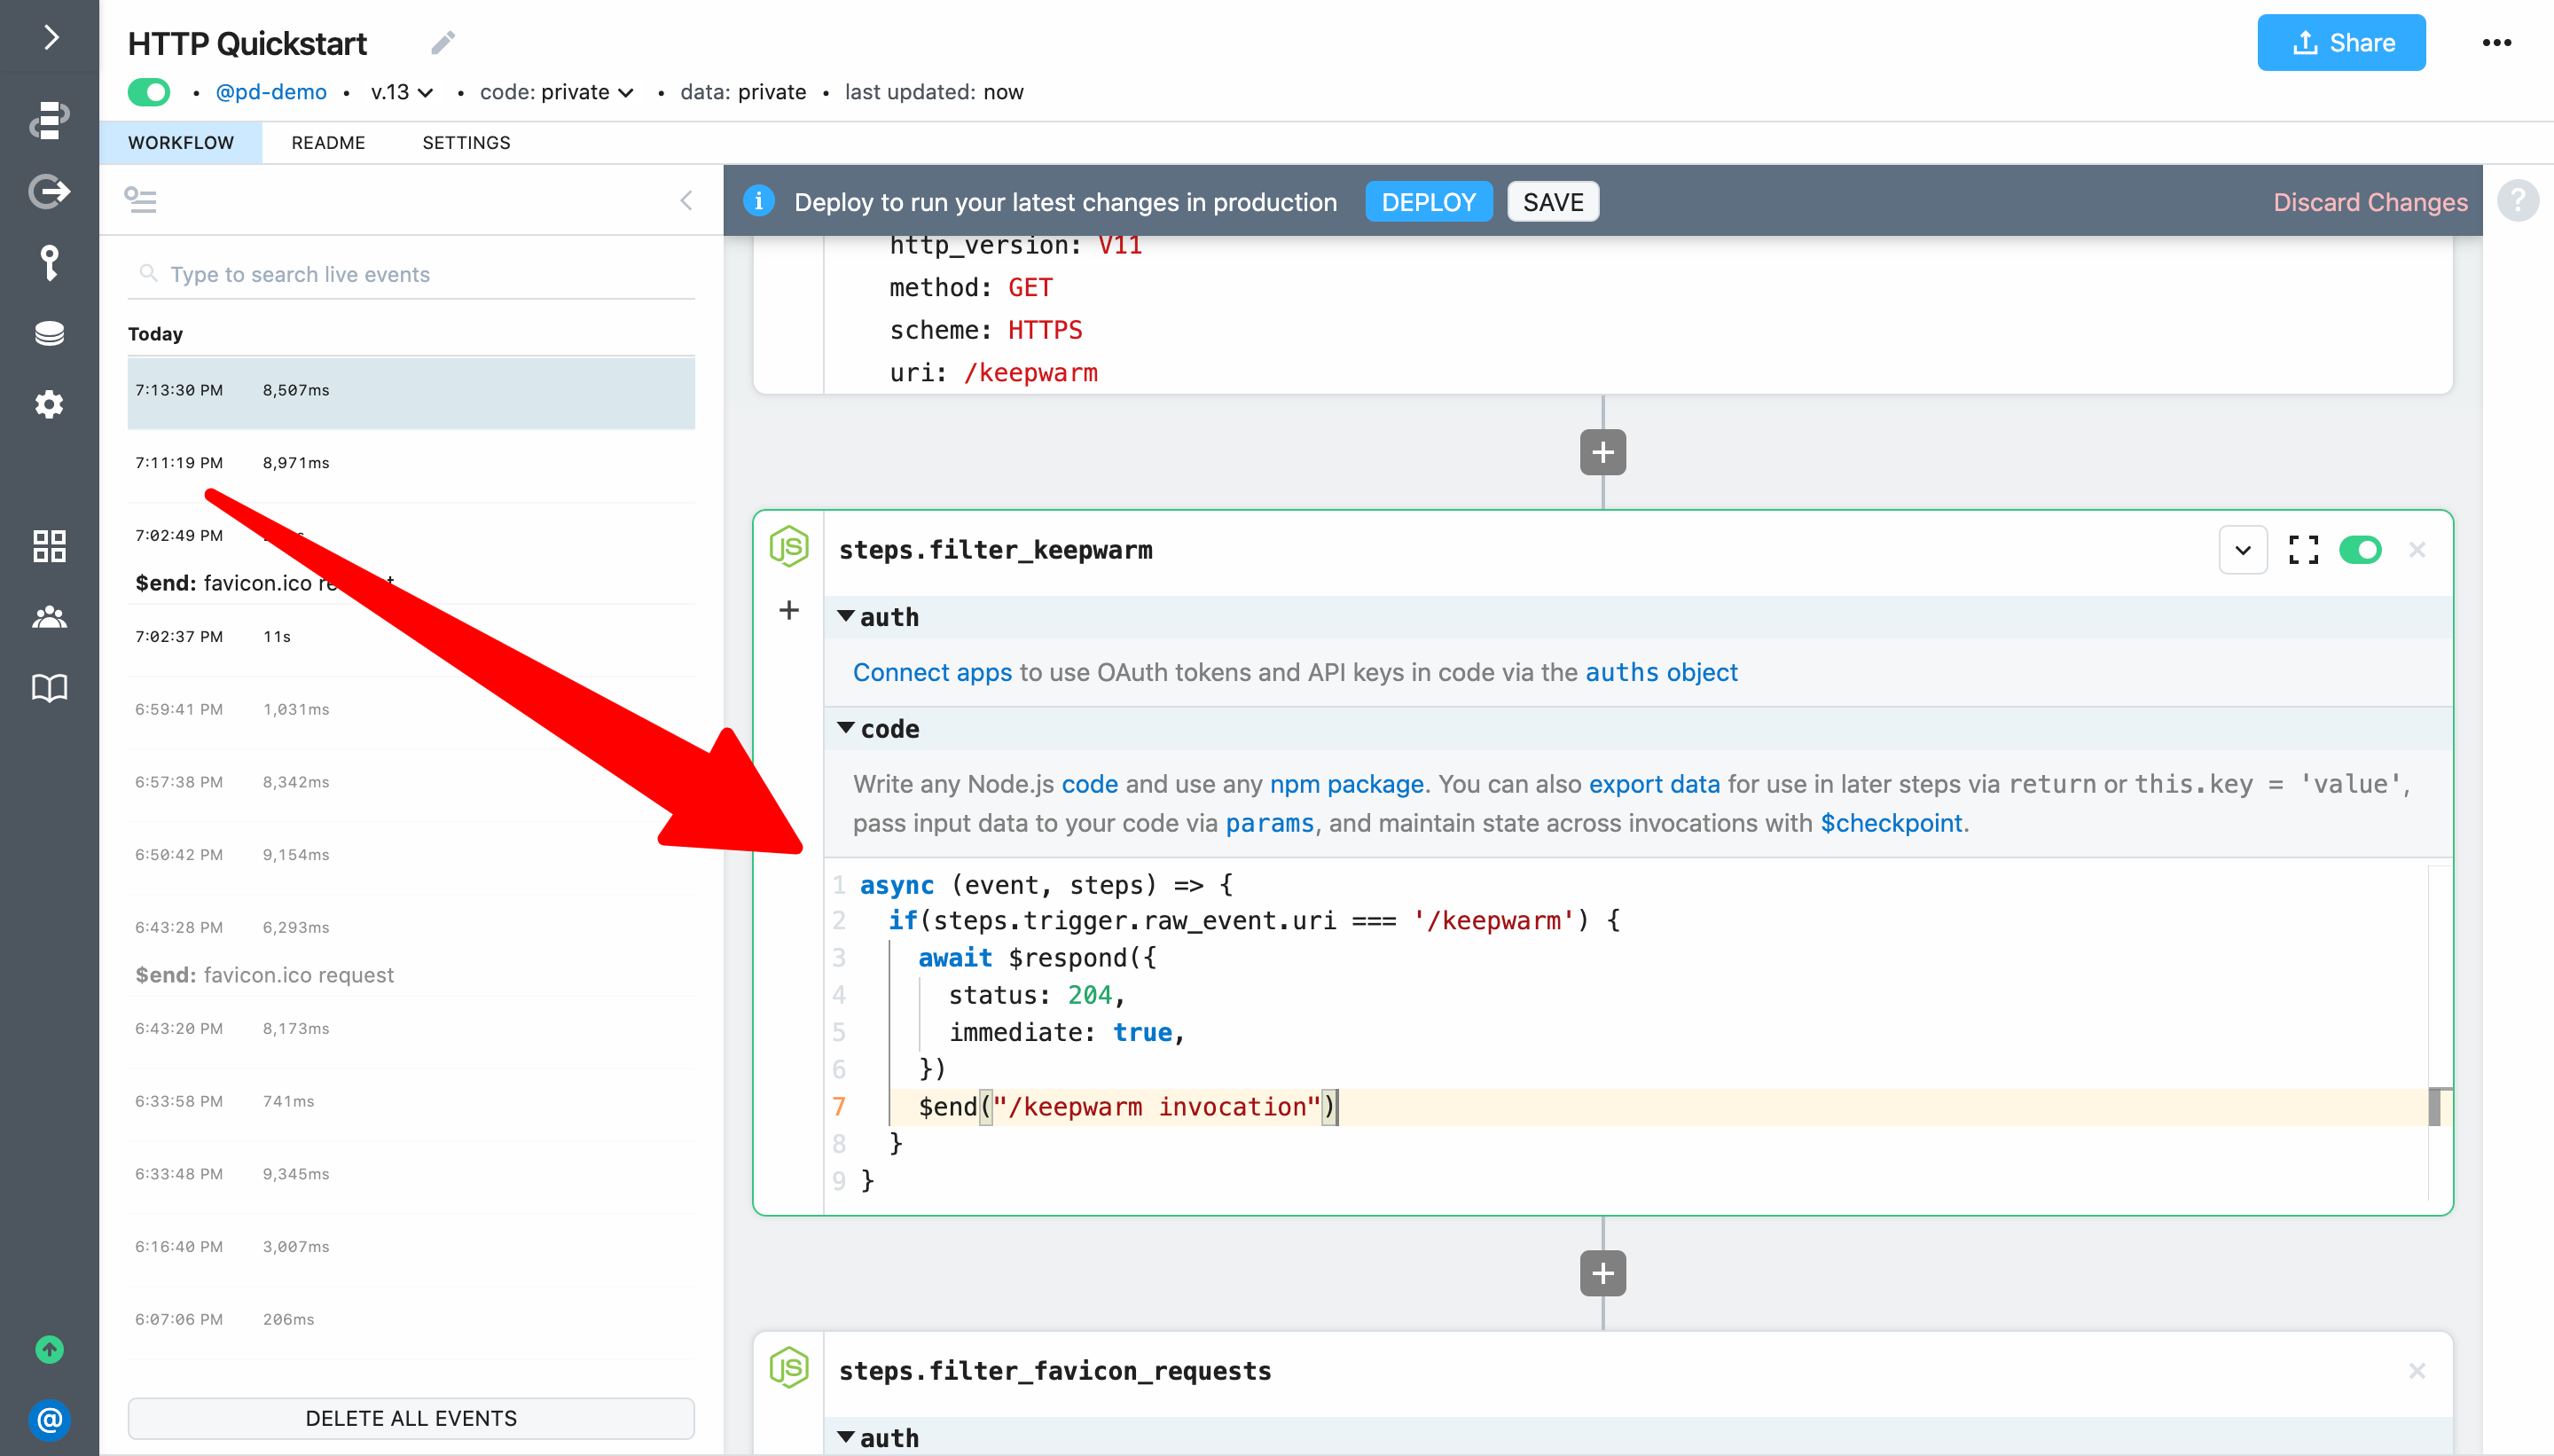 HTTP Quickstart
Share
• @pd-demo • v.13 • code: private • data: private • last updated: now
WORKFLOW README SETTINGS
Deploy to run your latest changes in production DEPLOY SAVE Discard Changes ?
Type to search live events
Today
7:13:30 PM 8,507ms
7:11:19 PM 8,971ms
7:02:49 PM
$end: favicon.ico
7:02:37 PM 11s
6:59:41 PM 1,031ms
6:57:38 PM 8,342ms
6:50:42 PM 9,154ms
6:43:28 PM 6,293ms
$end: favicon.ico request
6:43:20 PM 8,173ms
6:33:58 PM 741ms
6:33:48 PM 9,345ms
6:16:40 PM 3,007ms
6:07:06 PM 206ms
DELETE ALL EVENTS
http_version: V11
method: GET
scheme: HTTPS
uri: /keepwarm
JS steps.filter_keepwarm
auth
Connect apps to use OAuth tokens and API keys in code via the auths object
code
Write any Node.js code and use any npm package. You can also export data for use in later steps via return or this.key = 'value',
pass input data to your code via params, and maintain state across invocations with $checkpoint.
1 async (event, steps) => {
2 if(steps.trigger.raw_event.uri === '/keepwarm') {
3 await $respond({
4 status: 204,
5 immediate: true,
6 })
7 $end("/keepwarm invocation")
8 }
9 }
JS steps.filter_favicon_requests
auth